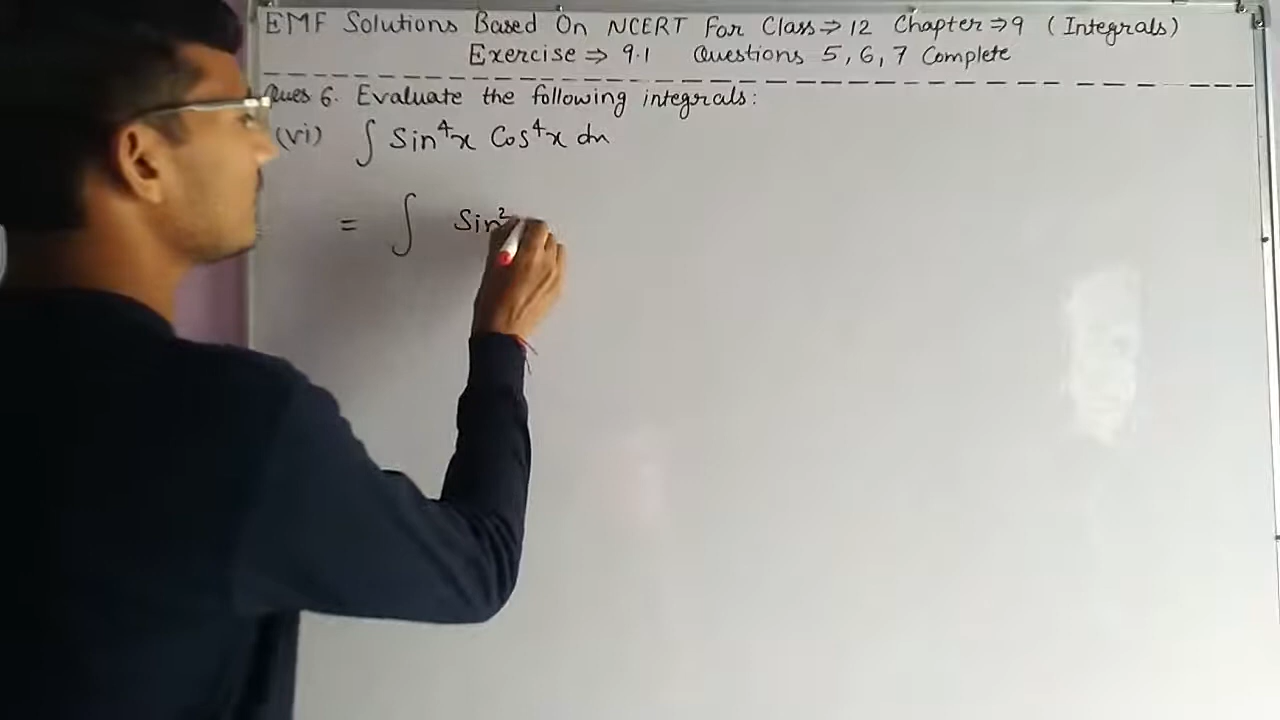 EMF Solutions Based On NCERT For Class ⇒ 12 Chapter ⇒ 9 (Integrals)
Exercise ⇒ 9.1 Questions 5, 6, 7 Complete
Ques 6. Evaluate the following integrals:
(vi) ∫ Sin⁴x Cos⁴x dx
= ∫ Sin²